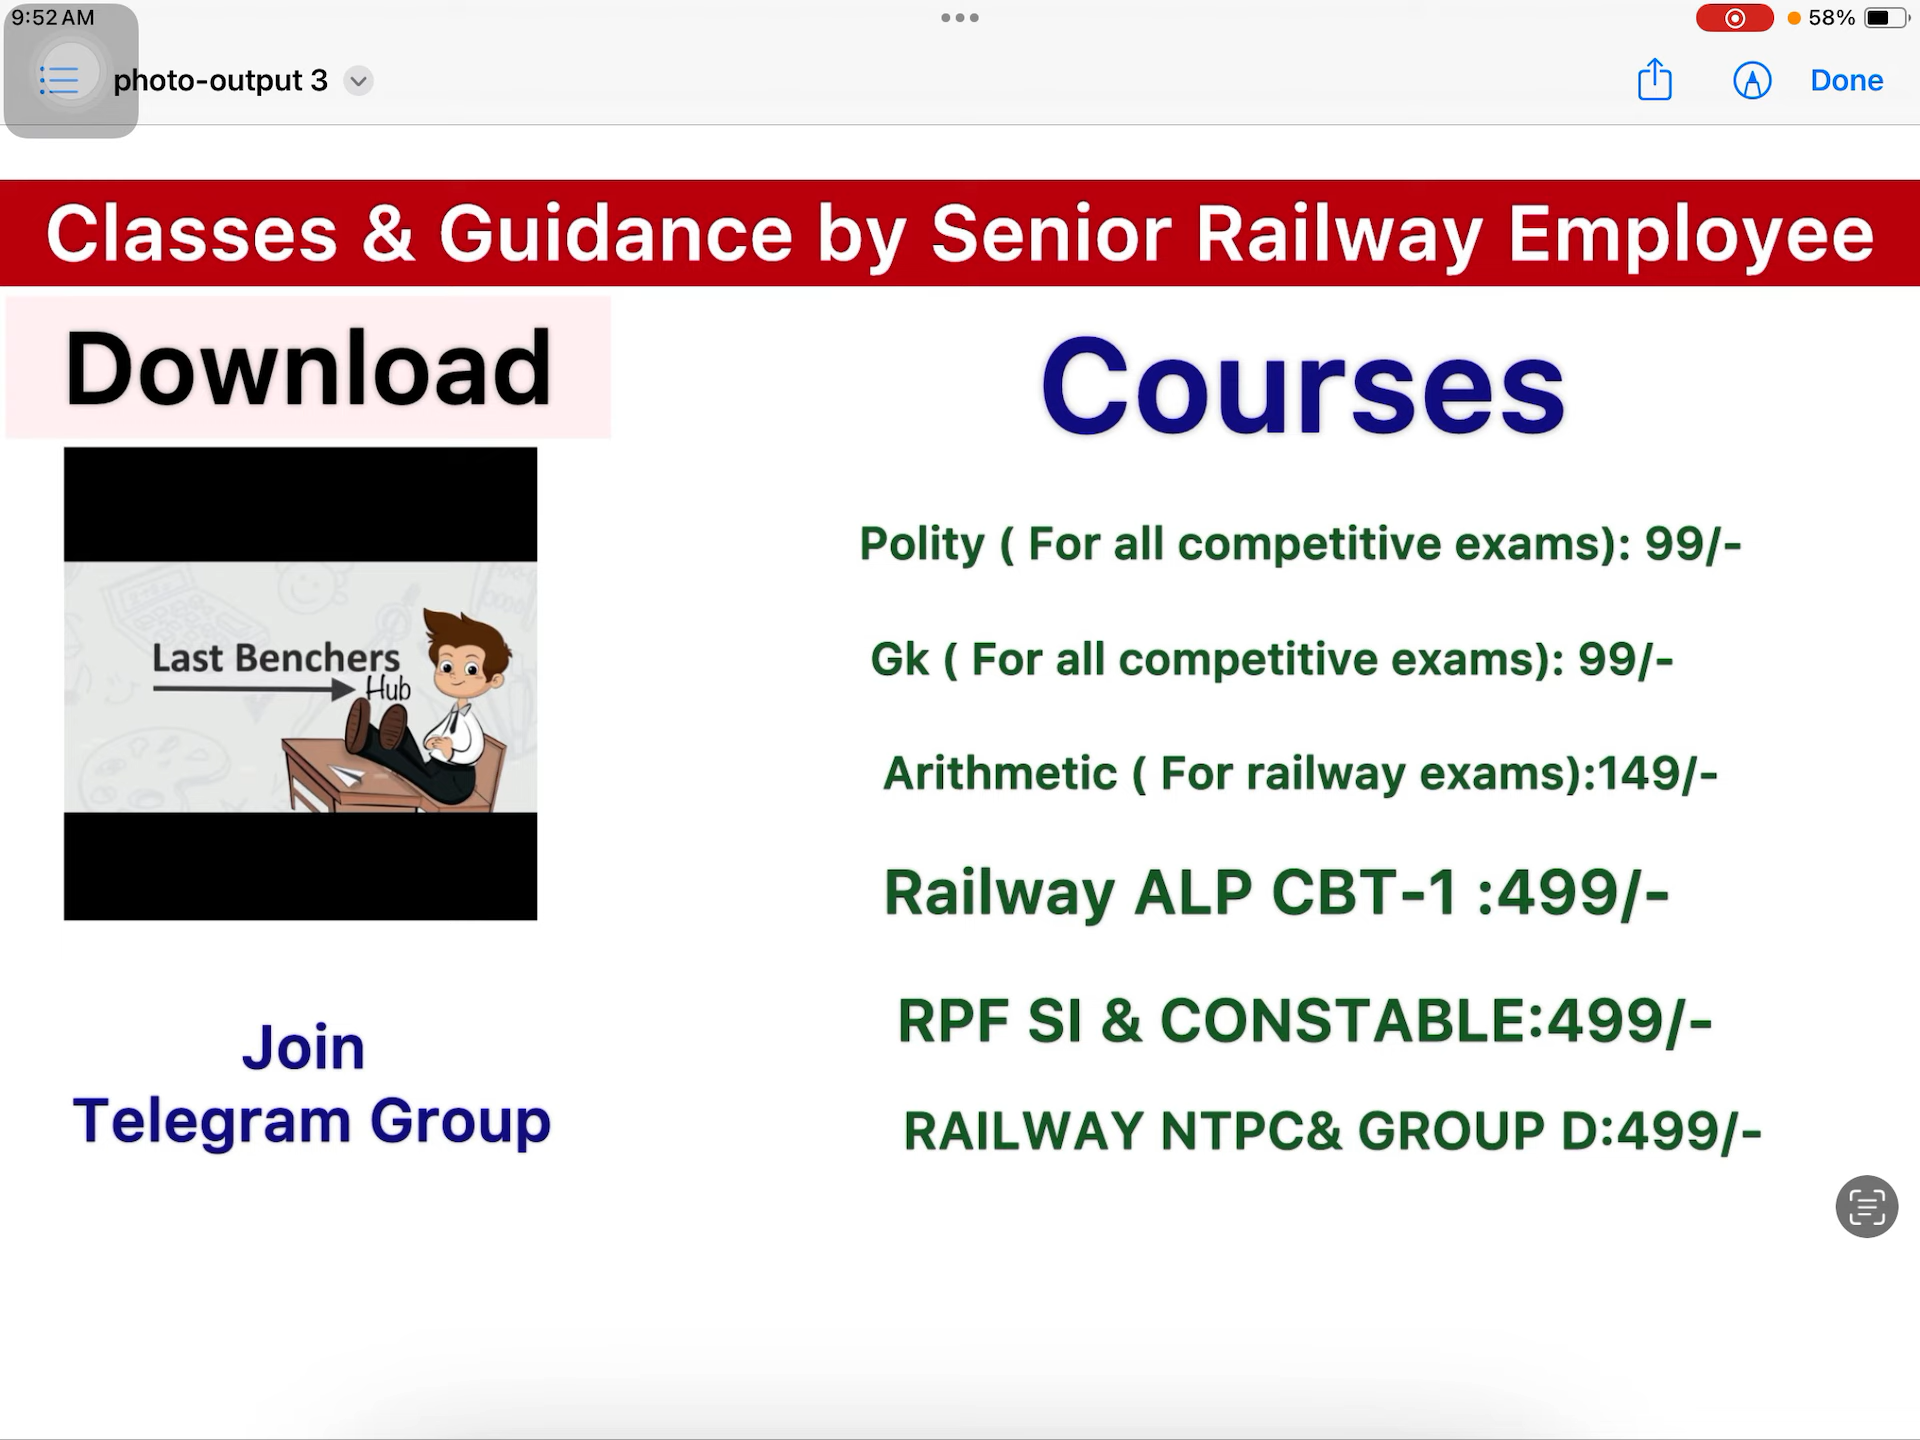 9:52 AM
58%
photo-output 3
Done
Classes & Guidance by Senior Railway Employee
Download
Last Benchers
Hub
Join
Telegram Group
Courses
Polity ( For all competitive exams): 99/-
Gk ( For all competitive exams): 99/-
Arithmetic ( For railway exams):149/-
Railway ALP CBT-1 :499/-
RPF SI & CONSTABLE:499/-
RAILWAY NTPC& GROUP D:499/-